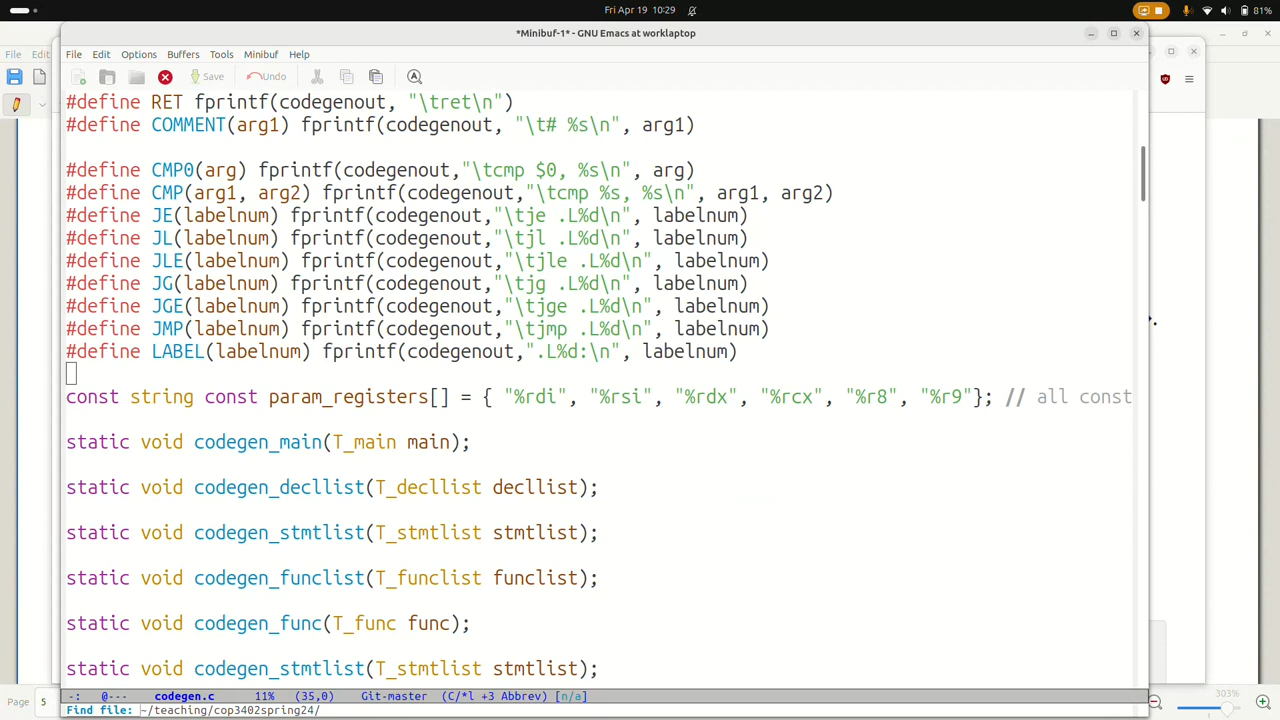 Fri Apr 19 10:29
81%
*Minibuf-1* - GNU Emacs at worklaptop
File Edit
File Edit Options Buffers Tools Minibuf Help
Save Undo
#define RET fprintf(codegenout, "\tret\n")
#define COMMENT(arg1) fprintf(codegenout, "\t# %s\n", arg1)
#define CMP0(arg) fprintf(codegenout,"\tcmp $0, %s\n", arg)
#define CMP(arg1, arg2) fprintf(codegenout,"\tcmp %s, %s\n", arg1, arg2)
#define JE(labelnum) fprintf(codegenout,"\tje .L%d\n", labelnum)
#define JL(labelnum) fprintf(codegenout,"\tjl .L%d\n", labelnum)
#define JLE(labelnum) fprintf(codegenout,"\tjle .L%d\n", labelnum)
#define JG(labelnum) fprintf(codegenout,"\tjg .L%d\n", labelnum)
#define JGE(labelnum) fprintf(codegenout,"\tjge .L%d\n", labelnum)
#define JMP(labelnum) fprintf(codegenout,"\tjmp .L%d\n", labelnum)
#define LABEL(labelnum) fprintf(codegenout,".L%d:\n", labelnum)
const string const param_registers[] = { "%rdi", "%rsi", "%rdx", "%rcx", "%r8", "%r9"}; // all const
static void codegen_main(T_main main);
static void codegen_decllist(T_decllist decllist);
static void codegen_stmtlist(T_stmtlist stmtlist);
static void codegen_funclist(T_funclist funclist);
static void codegen_func(T_func func);
static void codegen_stmtlist(T_stmtlist stmtlist);
-: @--- codegen.c 11% (35,0) Git-master (C/*l +3 Abbrev) [n/a]
Find file: ~/teaching/cop3402spring24/
Page 5
303%